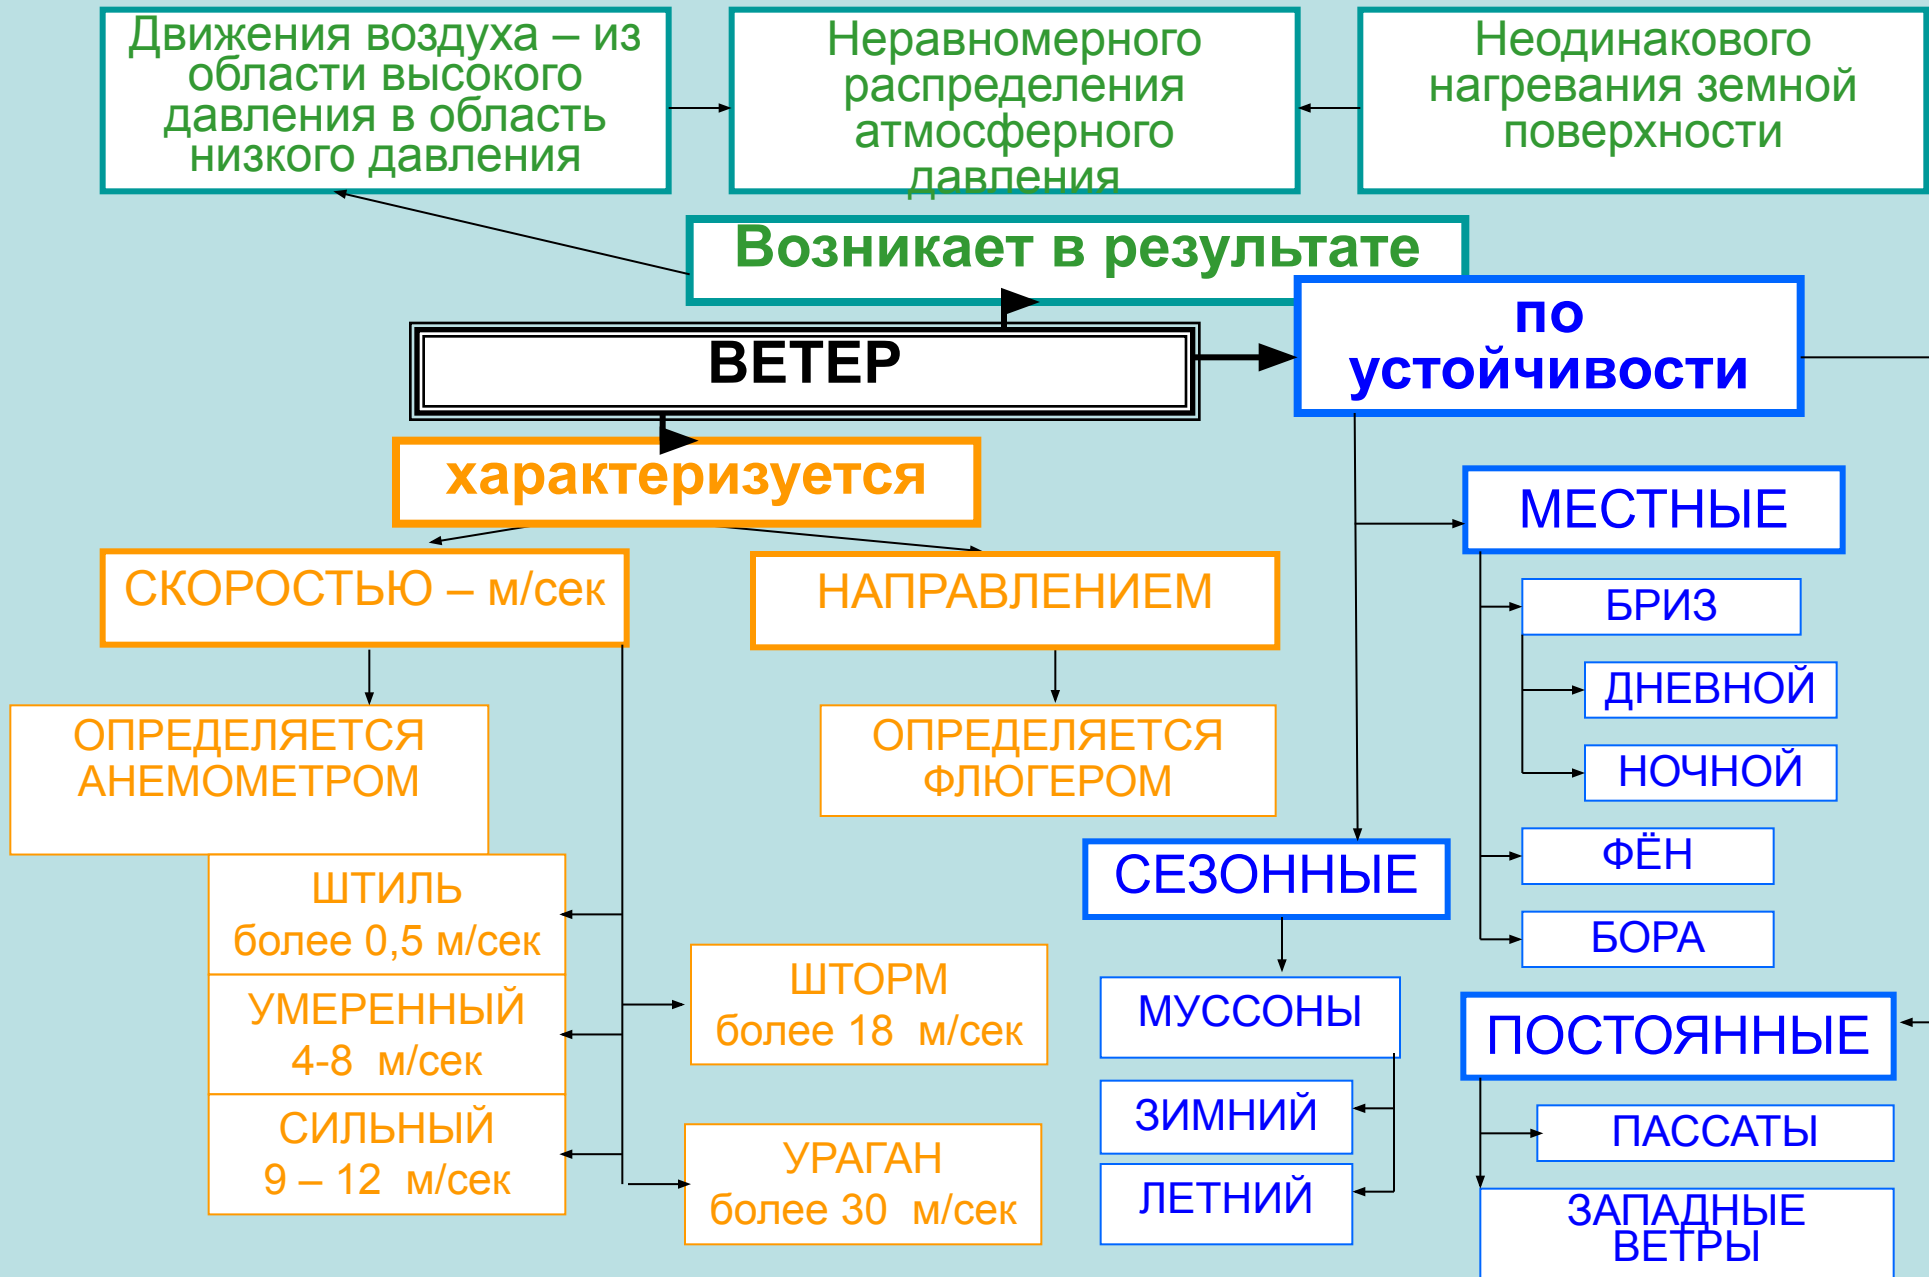 Движения воздуха – из
области высокого
давления в область
низкого давления
Неравномерного
распределения
атмосферного
давления
Неодинакового
нагревания земной
поверхности
Возникает в результате
по
устойчивости
ВЕТЕР
характеризуется
СКОРОСТЬЮ – м/сек
НАПРАВЛЕНИЕМ
ОПРЕДЕЛЯЕТСЯ
АНЕМОМЕТРОМ
ОПРЕДЕЛЯЕТСЯ
ФЛЮГЕРОМ
ШТИЛЬ
более 0,5 м/сек
УМЕРЕННЫЙ
4-8 м/сек
СИЛЬНЫЙ
9 – 12 м/сек
ШТОРМ
более 18 м/сек
УРАГАН
более 30 м/сек
МЕСТНЫЕ
БРИЗ
ДНЕВНОЙ
НОЧНОЙ
ФЁН
БОРА
СЕЗОННЫЕ
МУССОНЫ
ЗИМНИЙ
ЛЕТНИЙ
ПОСТОЯННЫЕ
ПАССАТЫ
ЗАПАДНЫЕ
ВЕТРЫ